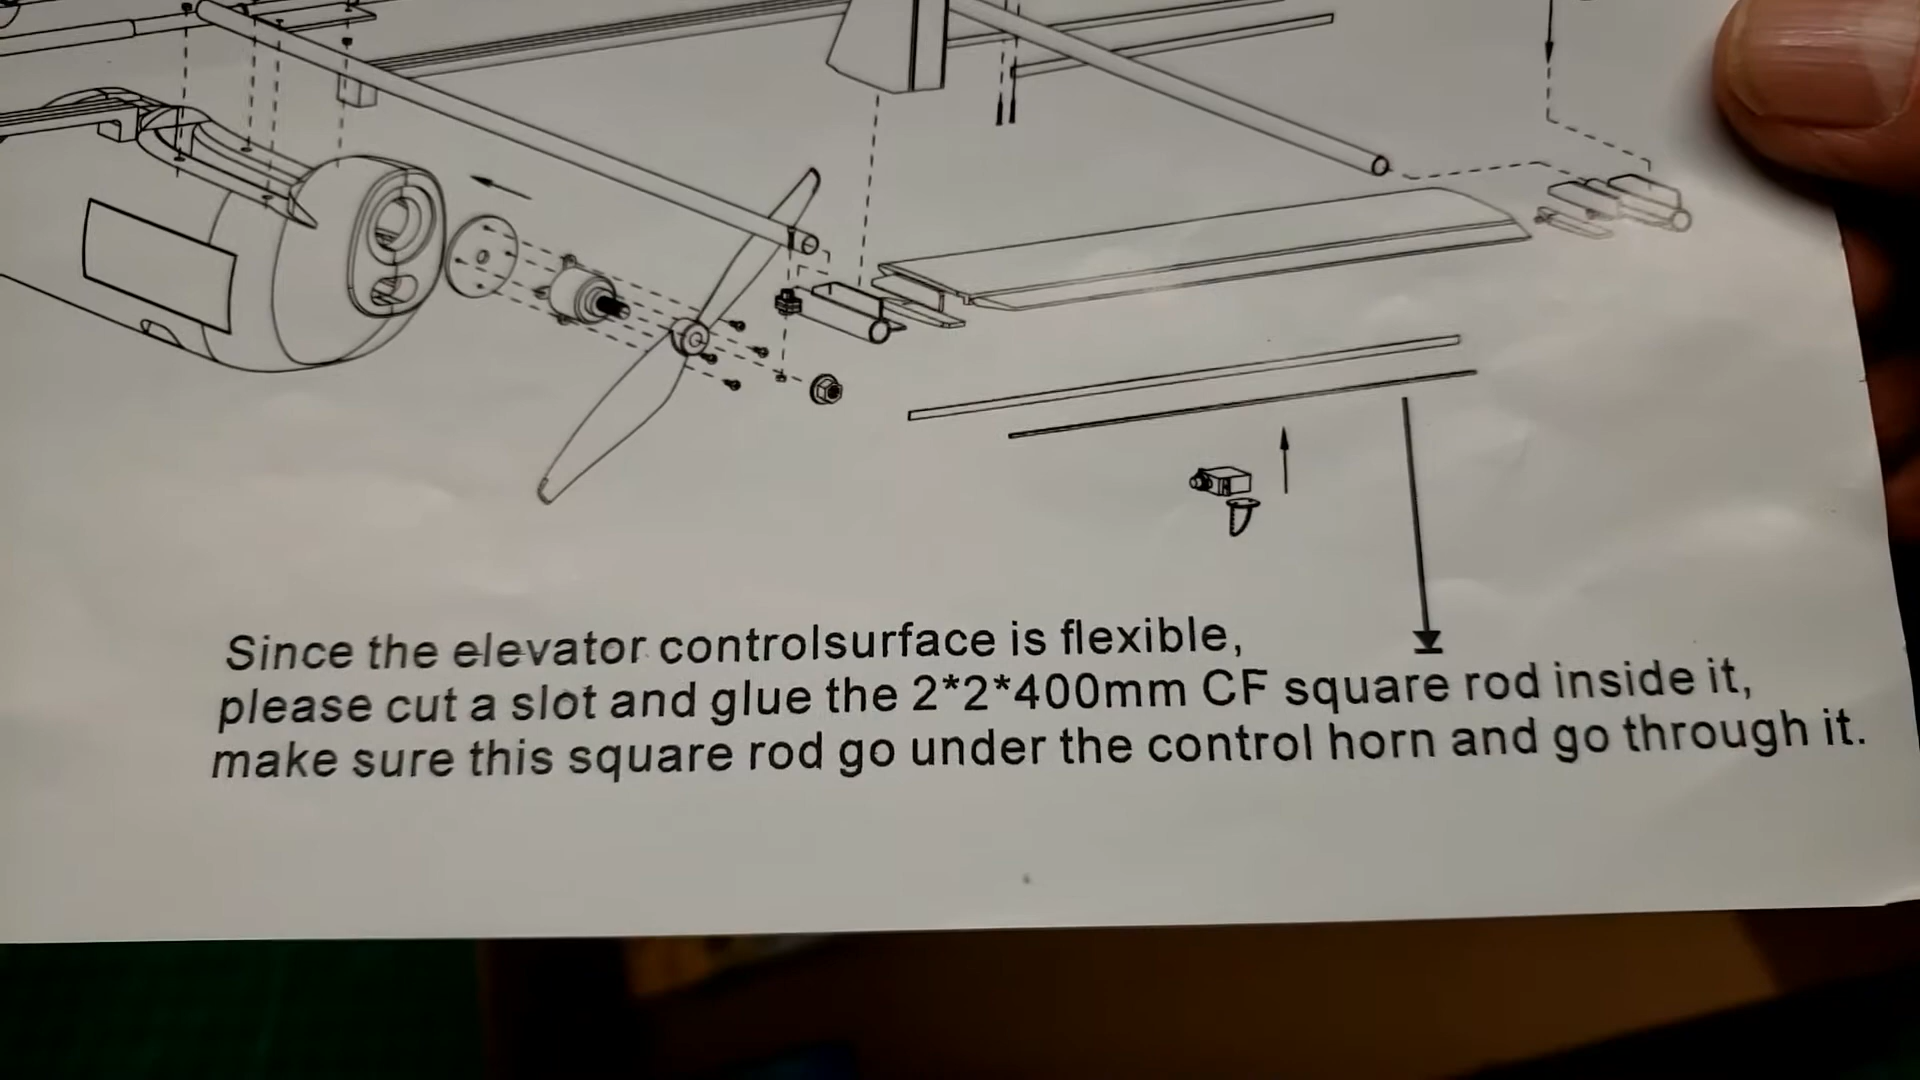 Since the elevator controlsurface is flexible,
please cut a slot and glue the 2*2*400mm CF square rod inside it,
make sure this square rod go under the control horn and go through it.